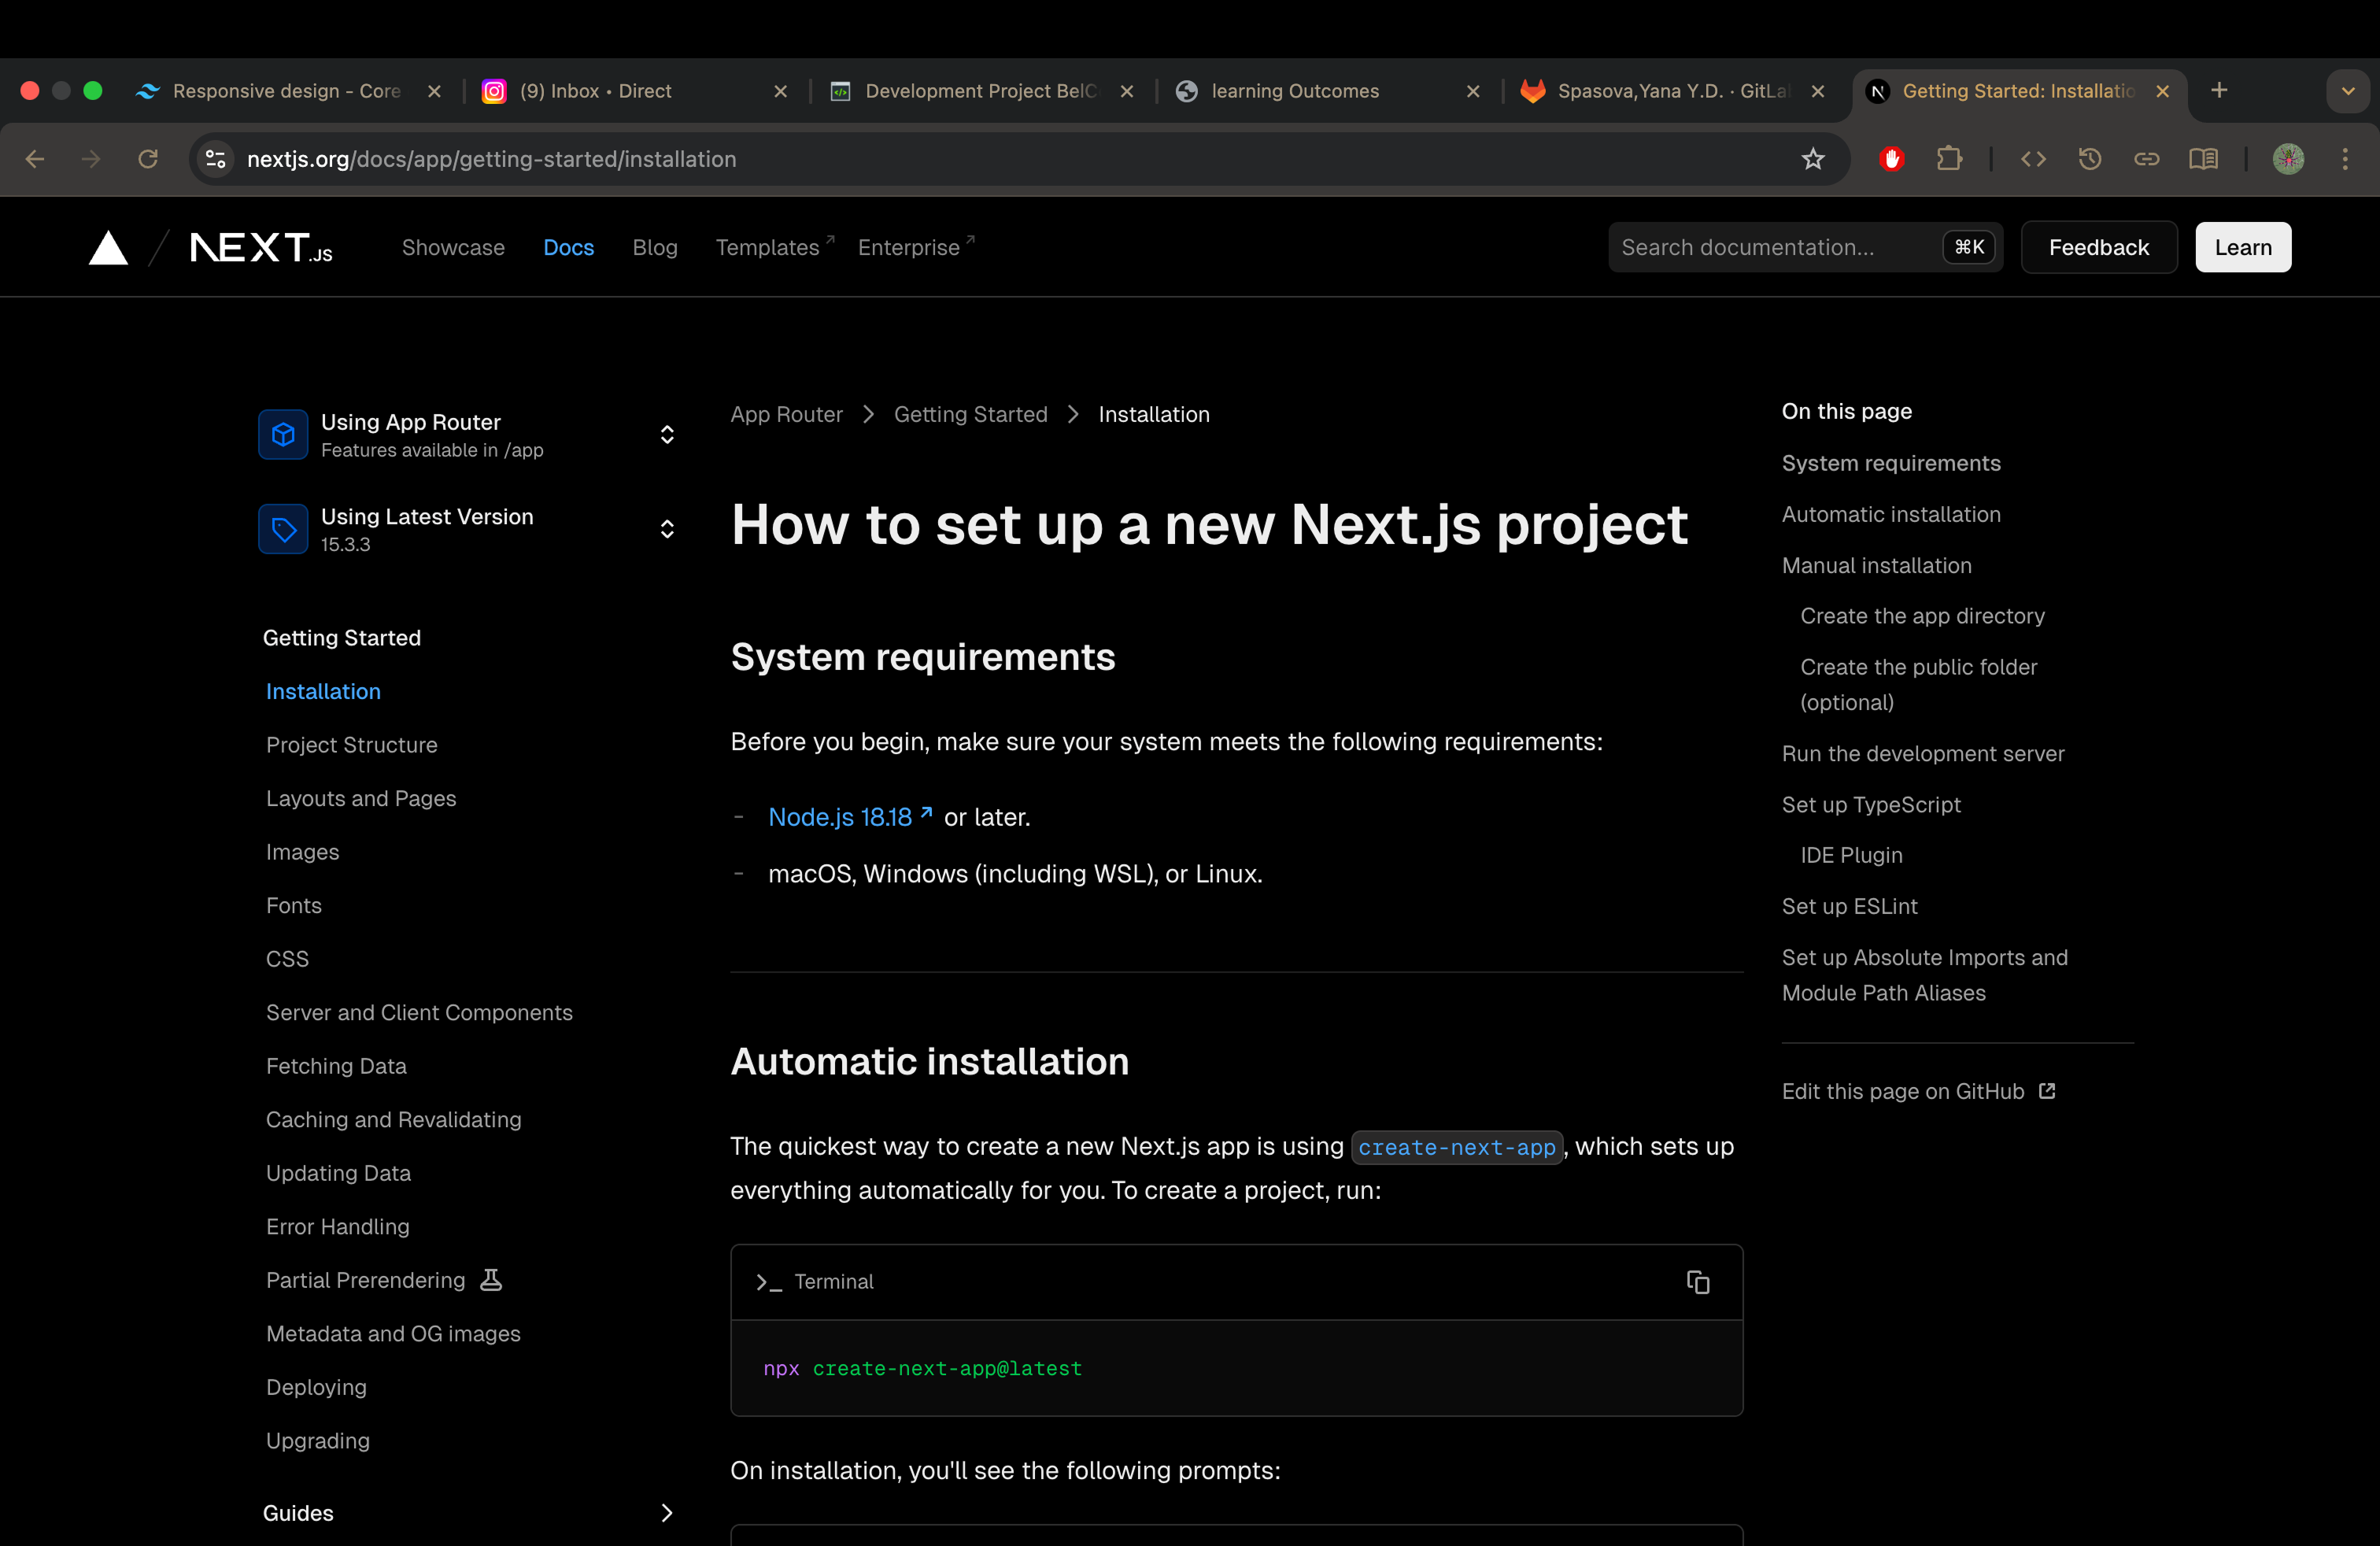 Responsive design - Core
(9) Inbox • Direct
Development Project BelC
learning Outcomes
Spasova,Yana Y.D. · GitLa
Getting Started: Installatio
nextjs.org/docs/app/getting-started/installation
NEXT.JS
Showcase
Docs
Blog
Templates
Enterprise
Search documentation...
⌘K
Feedback
Learn
Using App Router
Features available in /app
Using Latest Version
15.3.3
Getting Started
Installation
Project Structure
Layouts and Pages
Images
Fonts
CSS
Server and Client Components
Fetching Data
Caching and Revalidating
Updating Data
Error Handling
Partial Prerendering
Metadata and OG images
Deploying
Upgrading
Guides
App Router > Getting Started > Installation
How to set up a new Next.js project
System requirements
Before you begin, make sure your system meets the following requirements:
- Node.js 18.18 ↗ or later.
- macOS, Windows (including WSL), or Linux.
Automatic installation
The quickest way to create a new Next.js app is using create-next-app, which sets up
everything automatically for you. To create a project, run:
Terminal
npx create-next-app@latest
On installation, you'll see the following prompts:
On this page
System requirements
Automatic installation
Manual installation
Create the app directory
Create the public folder
(optional)
Run the development server
Set up TypeScript
IDE Plugin
Set up ESLint
Set up Absolute Imports and
Module Path Aliases
Edit this page on GitHub